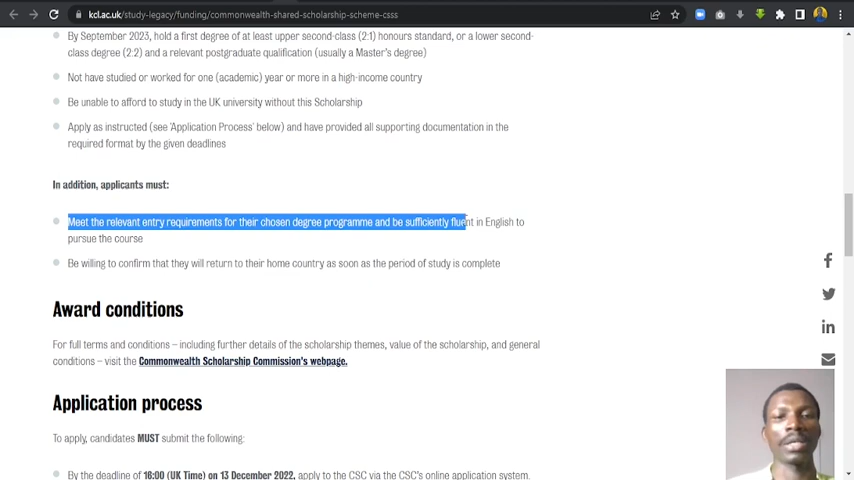 kcl.ac.uk/study-legacy/funding/commonwealth-shared-scholarship-scheme-csss
By September 2023, hold a first degree of at least upper second-class (2:1) honours standard, or a lower second-
class degree (2:2) and a relevant postgraduate qualification (usually a Master's degree)
Not have studied or worked for one (academic) year or more in a high-income country
Be unable to afford to study in the UK university without this Scholarship
Apply as instructed (see 'Application Process' below) and have provided all supporting documentation in the
required format by the given deadlines
In addition, applicants must:
Meet the relevant entry requirements for their chosen degree programme and be sufficiently fluent in English to
pursue the course
Be willing to confirm that they will return to their home country as soon as the period of study is complete
Award conditions
For full terms and conditions – including further details of the scholarship themes, value of the scholarship, and general
conditions – visit the Commonwealth Scholarship Commission's webpage.
Application process
To apply, candidates MUST submit the following:
By the deadline of 16:00 (UK Time) on 13 December 2022, apply to the CSC via the CSC's online application system.